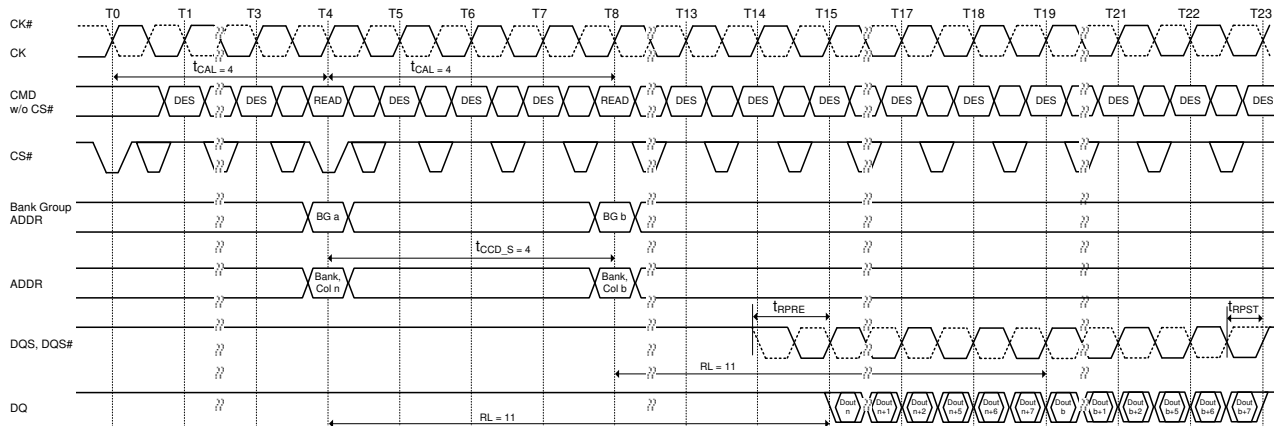 T0 T1 T3 T4 T5 T6 T7 T8 T13 T14 T15 T17 T18 T19 T21 T22 T23
CK#
CK
tCAL = 4 tCAL = 4
CMD
w/o CS#
DES DES READ DES DES DES READ DES DES DES DES DES DES DES DES DES
CS#
Bank Group
ADDR
BG a BG b
tCCD_S = 4
ADDR
Bank,
Col n
Bank,
Col b
tRPRE tRPST
DQS, DQS#
RL = 11
DQ
Dout
n
Dout
n+1
Dout
n+2
Dout
n+5
Dout
n+6
Dout
n+7
Dout
b
Dout
b+1
Dout
b+2
Dout
b+5
Dout
b+6
Dout
b+7
RL = 11